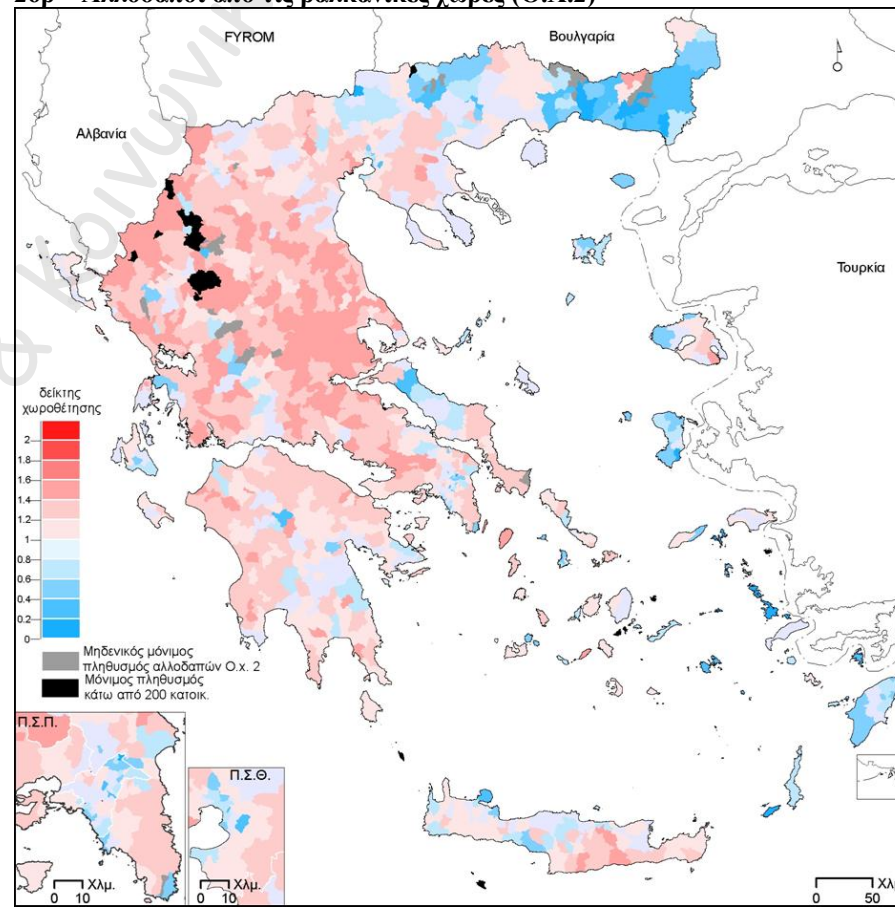 FYROM
Βουλγαρία
Αλβανία
Τουρκία
& Κοινωνικ
δείκτης
χωροθέτησης
2
1.8
1.6
1.4
1.2
1
0.8
0.6
0.4
0.2
0
Μηδενικός μόνιμος
πληθυσμός αλλοδαπών Ο.χ. 2
Μόνιμος πληθυσμός
κάτω από 200 κατοικ.
Π.Σ.Π.
0 10 Χλμ.
Π.Σ.Θ.
0 10 Χλμ.
0 50 Χλμ